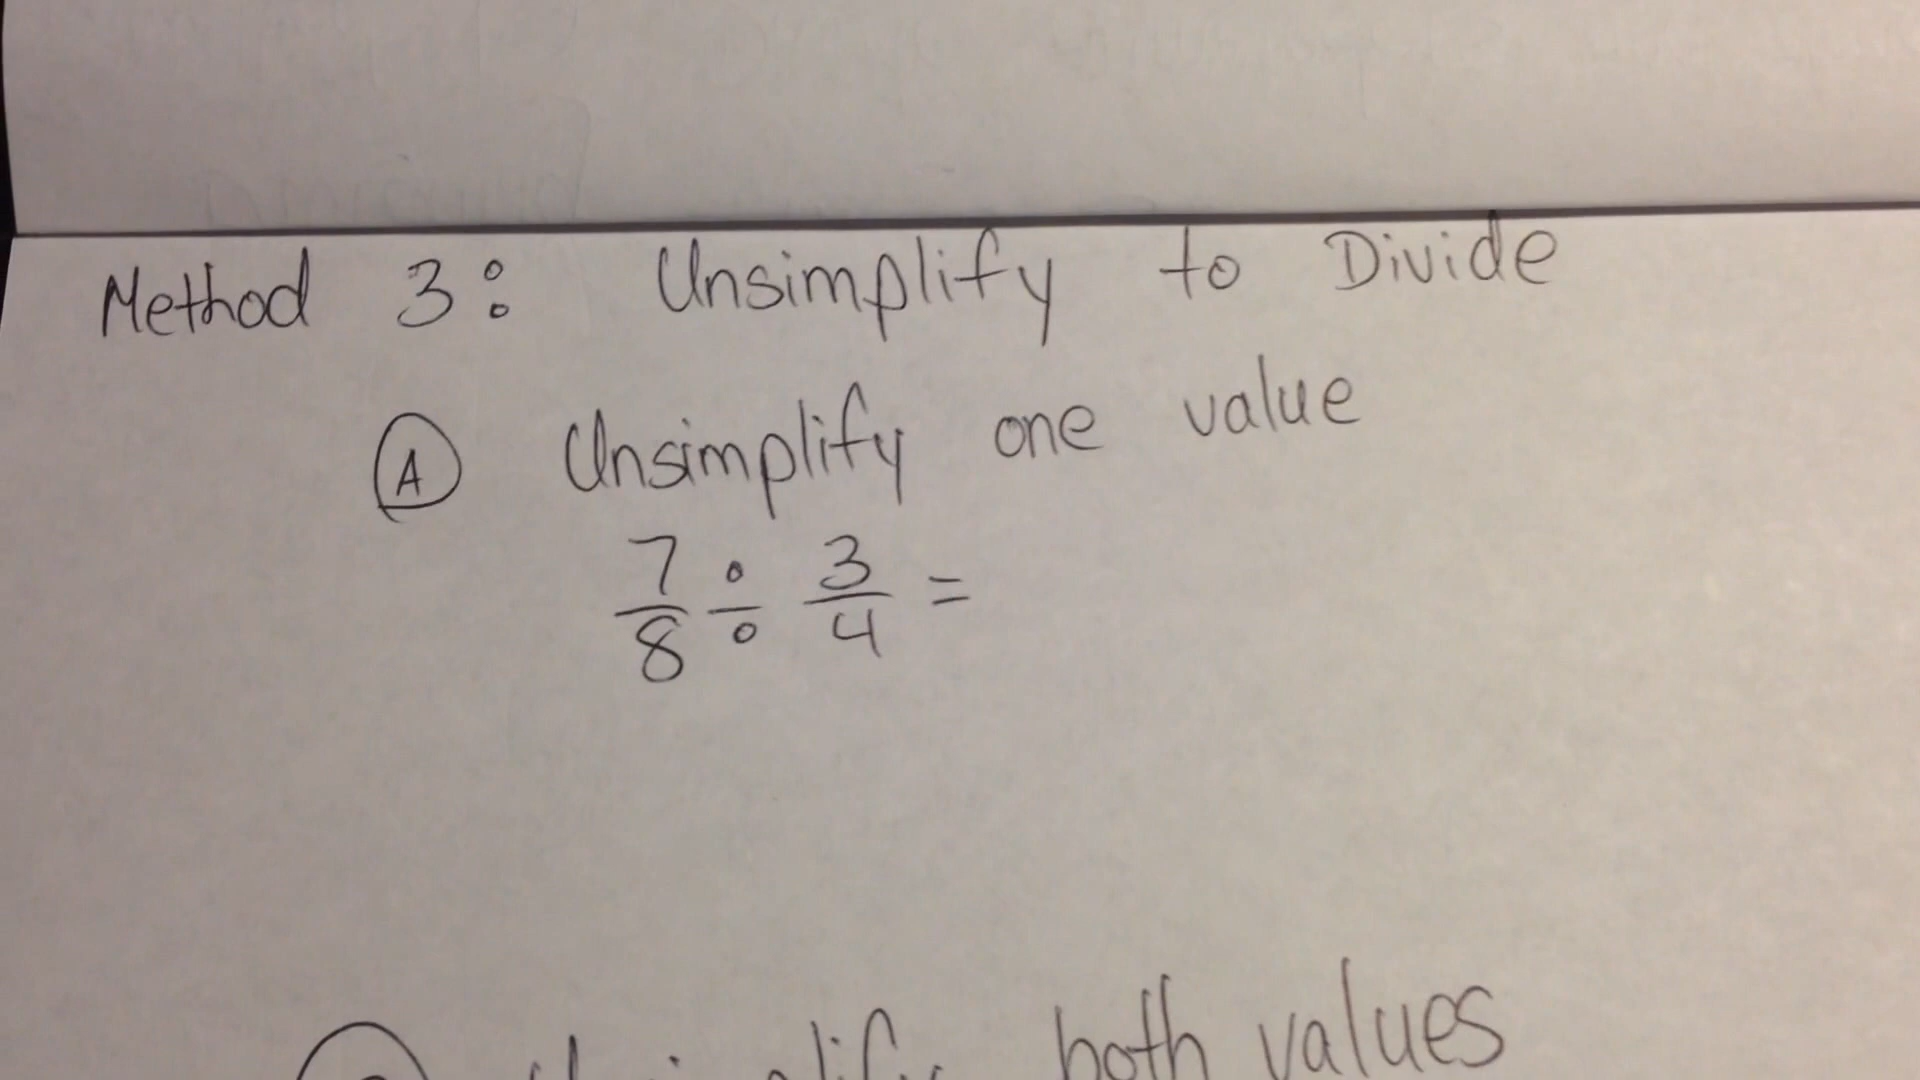 Method 3: Unsimplify to Divide
A Unsimplify one value
7/8 ÷ 3/4 =
both values